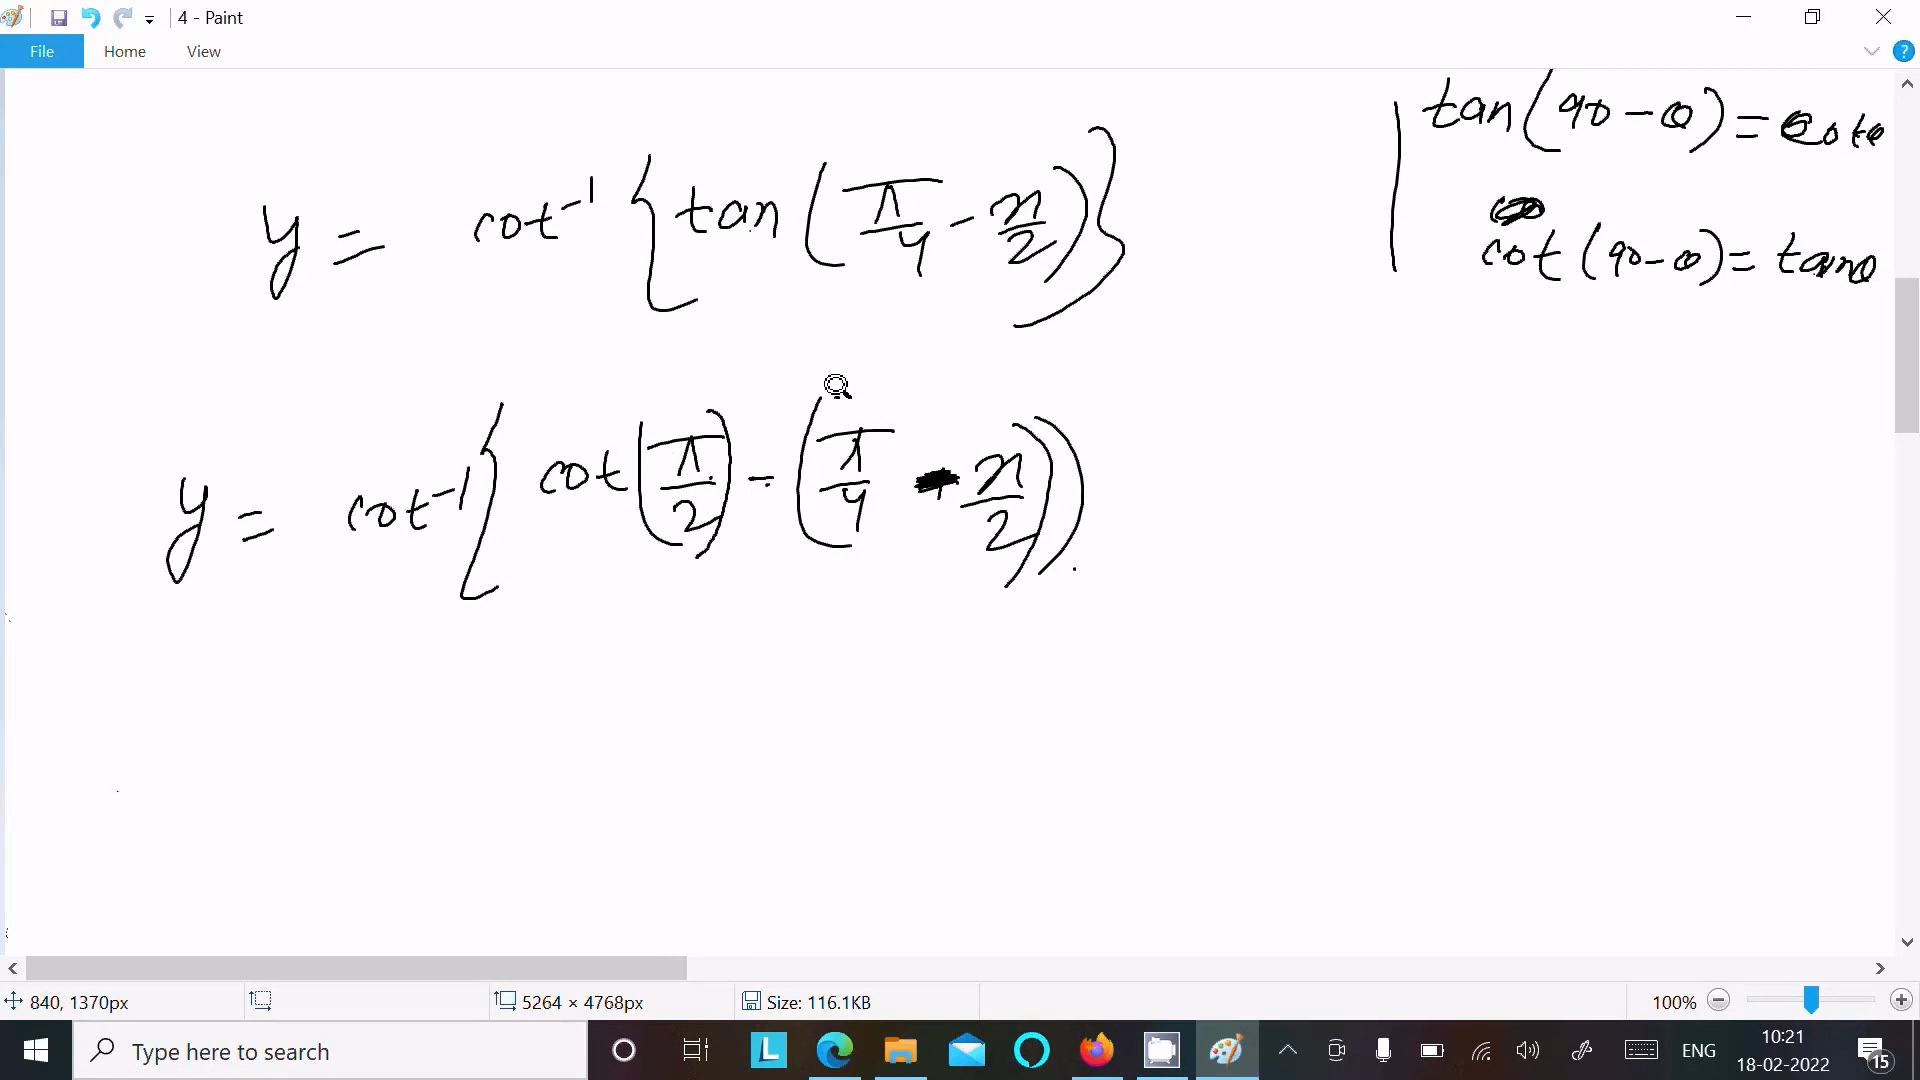 4 - Paint
File Home View
tan(90-θ)=cotθ
y = cot⁻¹{tan(π/4 - x/2)}
cot(90-θ)=tanθ
y = cot⁻¹{cot(π/2) - (π/4 - x/2))
840, 1370px 5264 × 4768px Size: 116.1KB 100%
Type here to search L ENG 10:21
18-02-2022 15